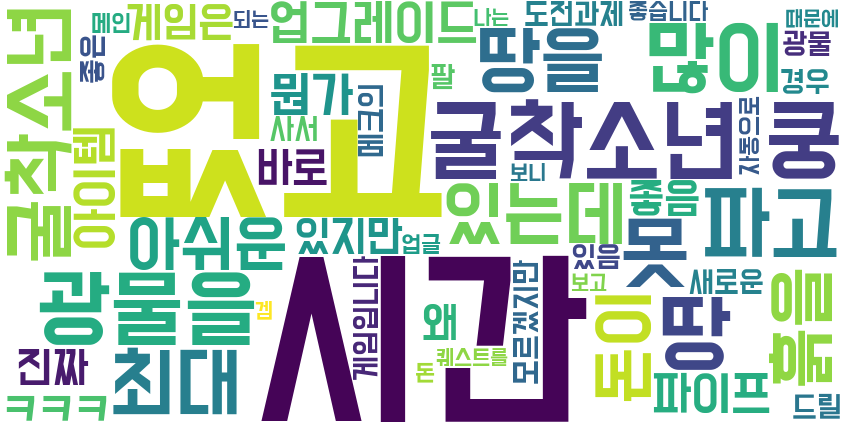 메인
게임은
되는
업그레이드
나는
도전과제
좋습니다
때문에
굴착소년
좋은
없고
뭔가
팔
땅을
많이
광물
경우
사서
메크인
굴착소년
자동으로
쿵
아이템
바로
보니
있는데
좋음
파고
아쉬운
있지만
업글
못
있음
광물을
겜
게임입니다
시간
왜
모르겠지만
보고
새로운
로이
땅
동굴을
진짜
최대
돈
퀘스트를
파이프
ㅋㅋㅋ
드릴